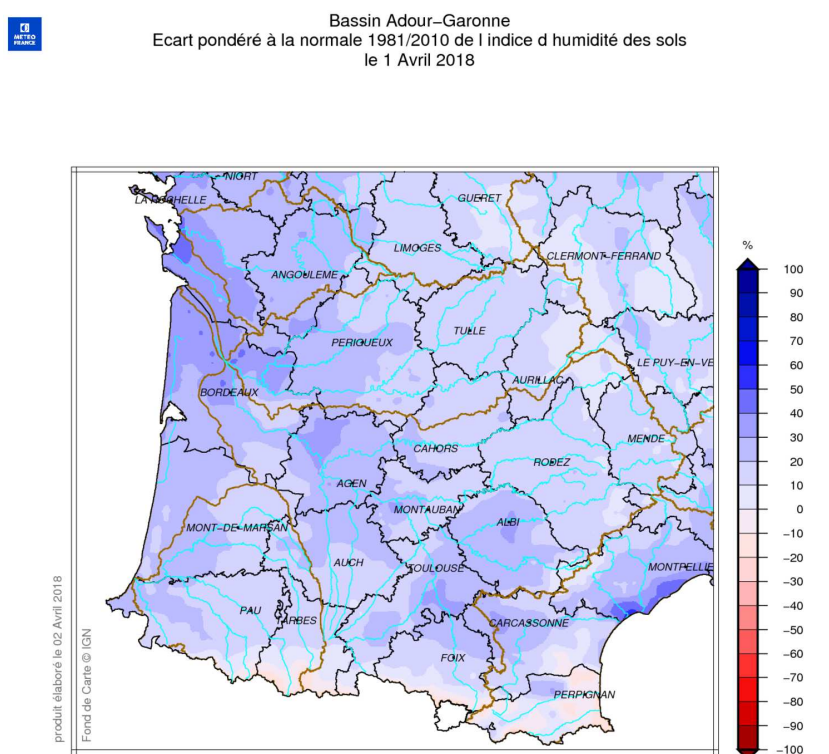 METEO
FRANCE
Bassin Adour−Garonne
Ecart pondéré à la normale 1981/2010 de l indice d humidité des sols
le 1 Avril 2018
NIORT
LA ROCHELLE
GUERET
LIMOGES
CLERMONT−FERRAND
ANGOULEME
TULLE
PERIGUEUX
LE PUY−EN−VE
AURILLAC
BORDEAUX
MENDE
CAHORS
RODEZ
AGEN
MONTAUBAN
ALBI
MONT−DE−MARSAN
AUCH
TOULOUSE
MONTPELLIE
PAU
TARBES
CARCASSONNE
FOIX
PERPIGNAN
%
100
90
80
70
60
50
40
30
20
10
0
−10
−20
−30
−40
−50
−60
−70
−80
−90
−100
produit élaboré le 02 Avril 2018
Fond de Carte © IGN